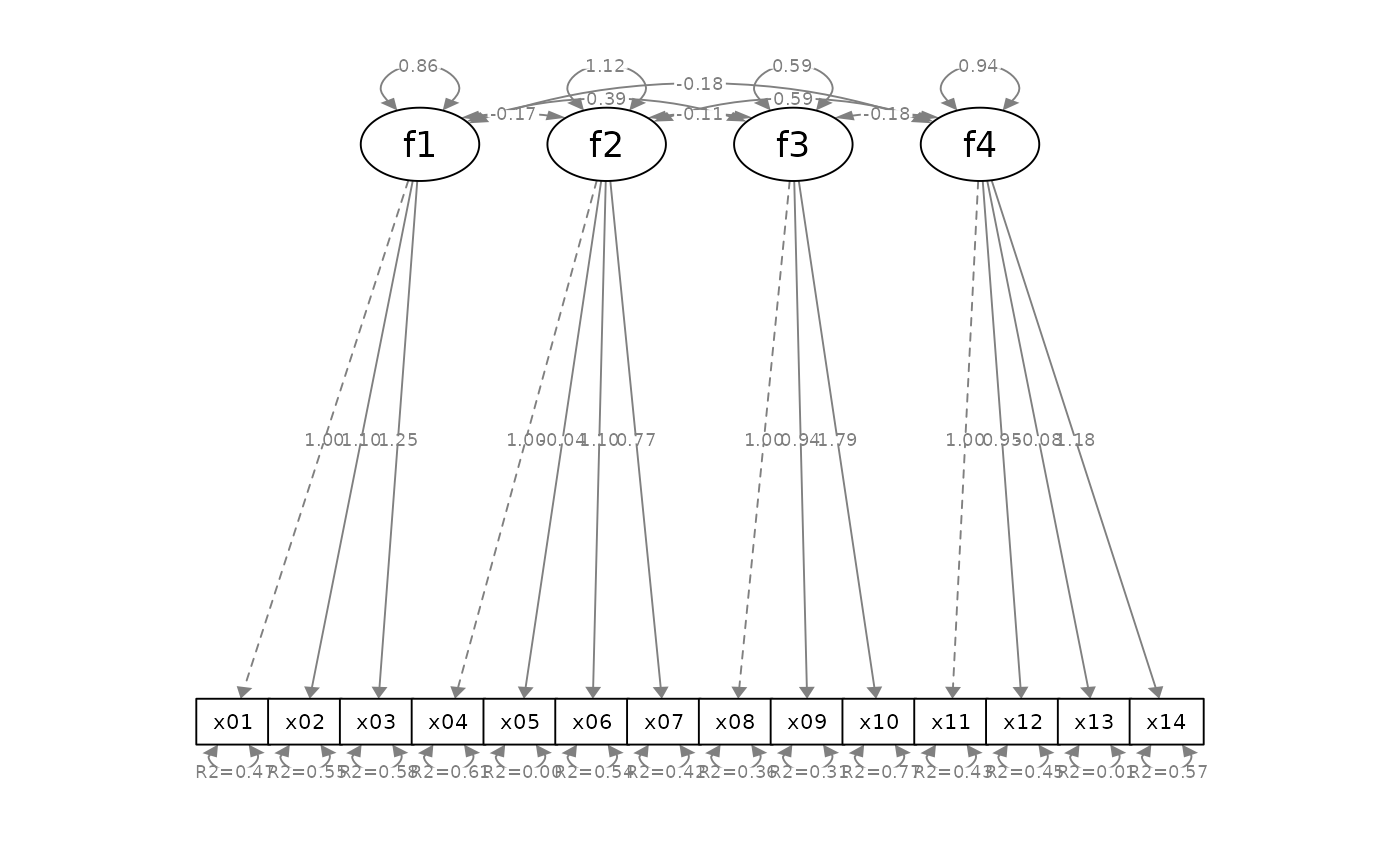 0.86 1.12 0.59 0.94
-0.18
0.39 0.59
-0.17 -0.11 -0.18
f1 f2 f3 f4
1.00 1.10 1.25 1.00 -0.04 1.10 0.77 1.00 0.94 1.79 1.00 0.95 -0.08 1.18
x01 x02 x03 x04 x05 x06 x07 x08 x09 x10 x11 x12 x13 x14
R2=0.47 R2=0.55 R2=0.58 R2=0.61 R2=0.00 R2=0.54 R2=0.42 R2=0.36 R2=0.31 R2=0.77 R2=0.43 R2=0.45 R2=0.01 R2=0.57